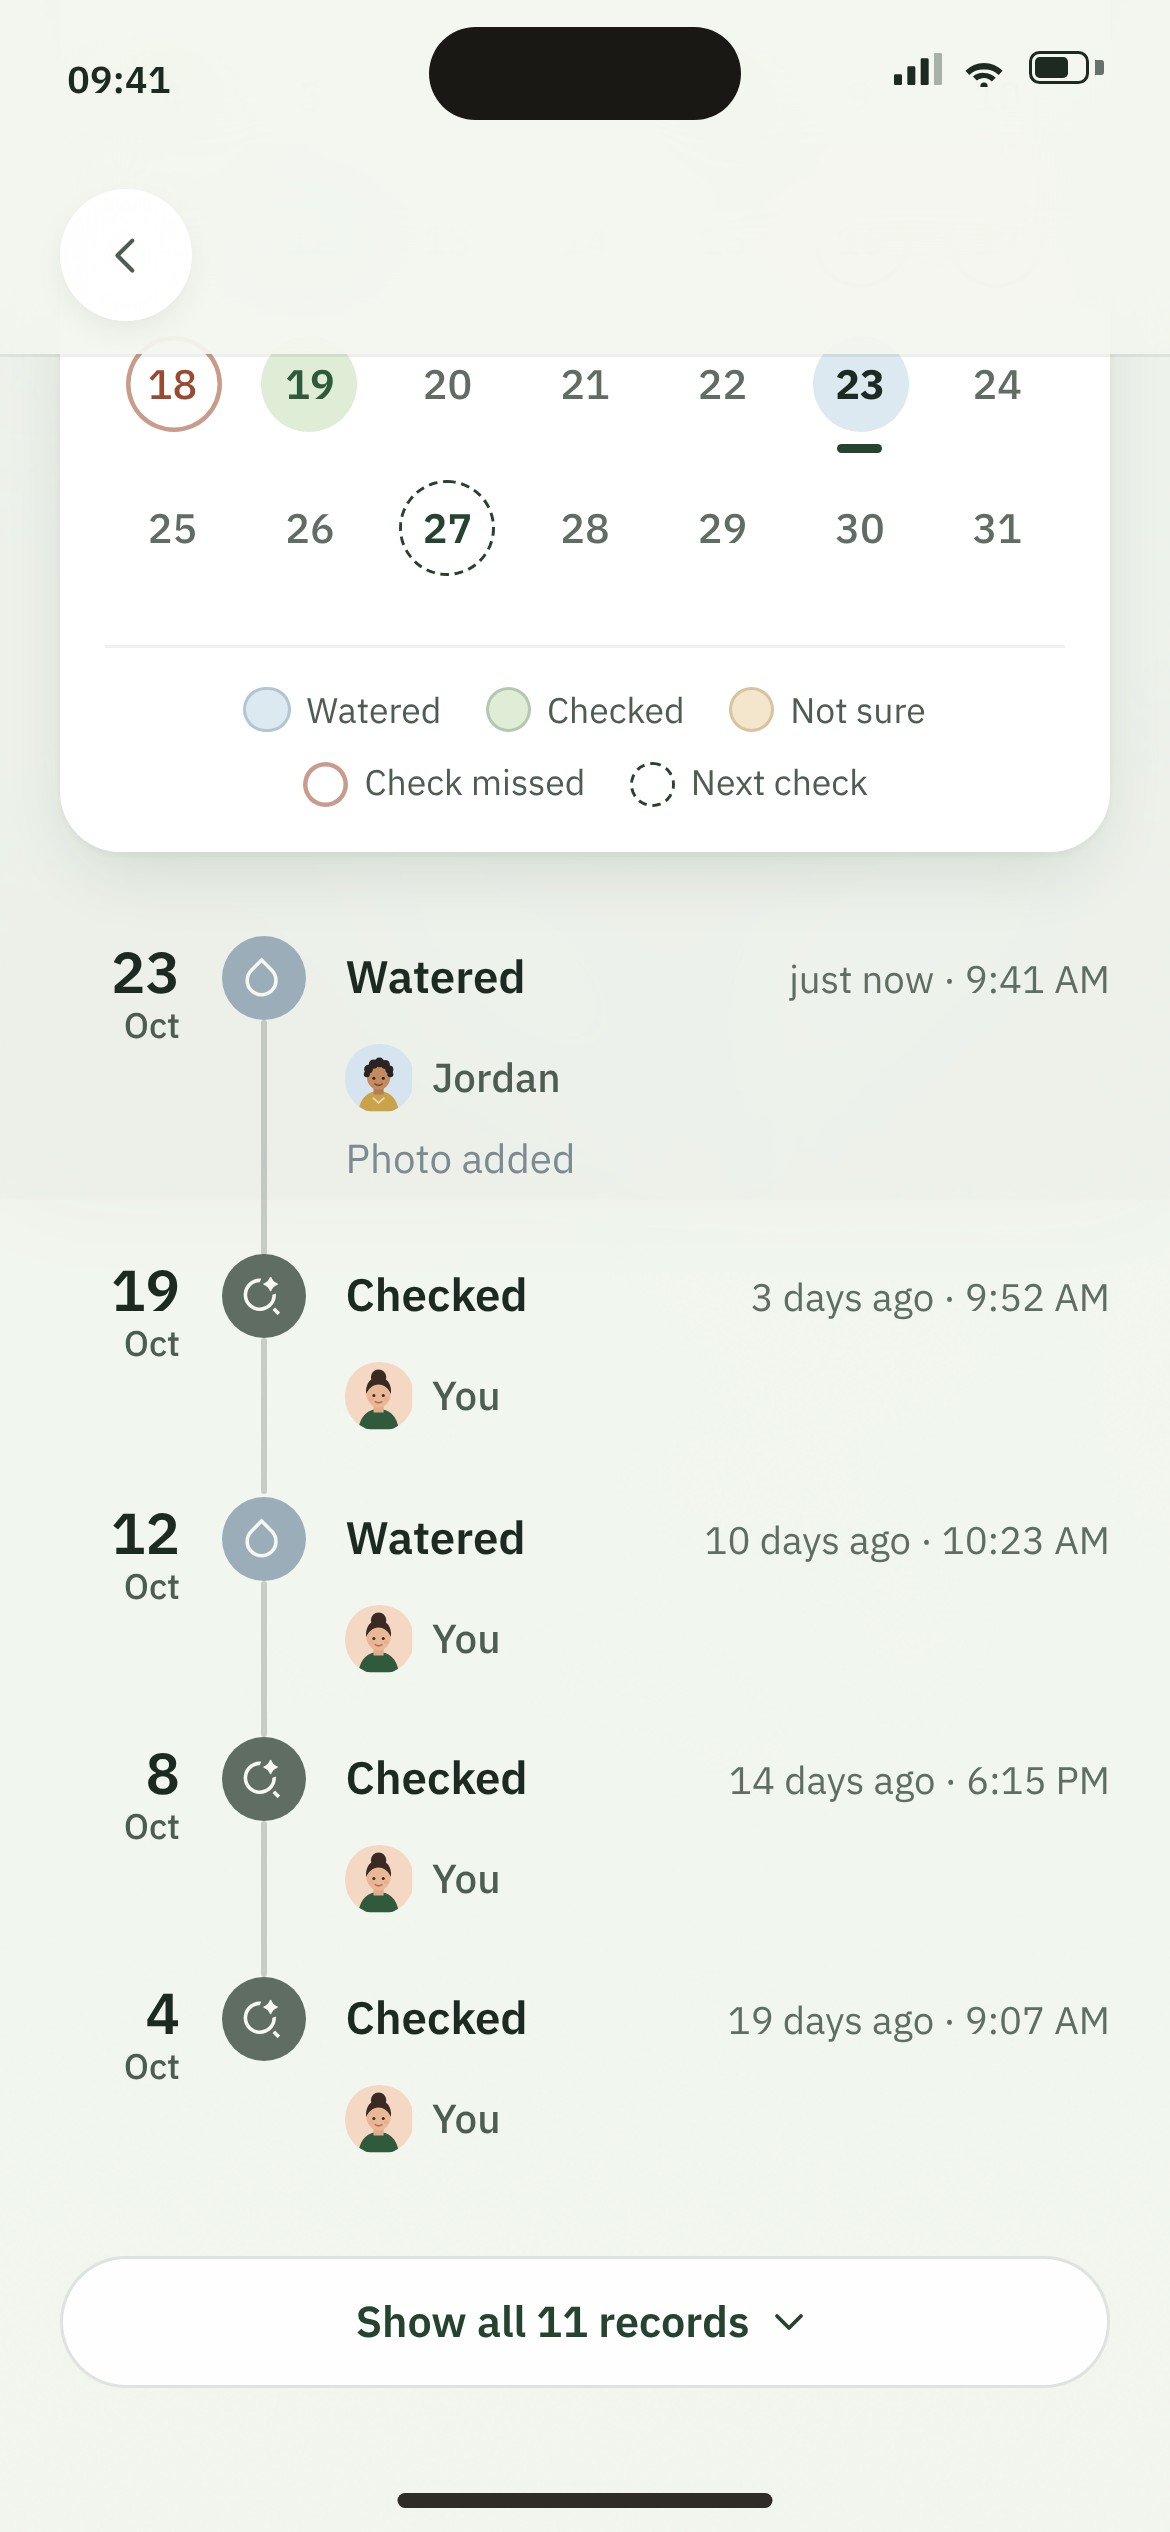 09:41
18 19 20 21 22 23 24
25 26 27 28 29 30 31
Watered Checked Not sure
Check missed Next check
23 Watered just now · 9:41 AM
Oct
Jordan
Photo added
19 Checked 3 days ago · 9:52 AM
Oct
You
12 Watered 10 days ago · 10:23 AM
Oct
You
8 Checked 14 days ago · 6:15 PM
Oct
You
4 Checked 19 days ago · 9:07 AM
Oct
You
Show all 11 records